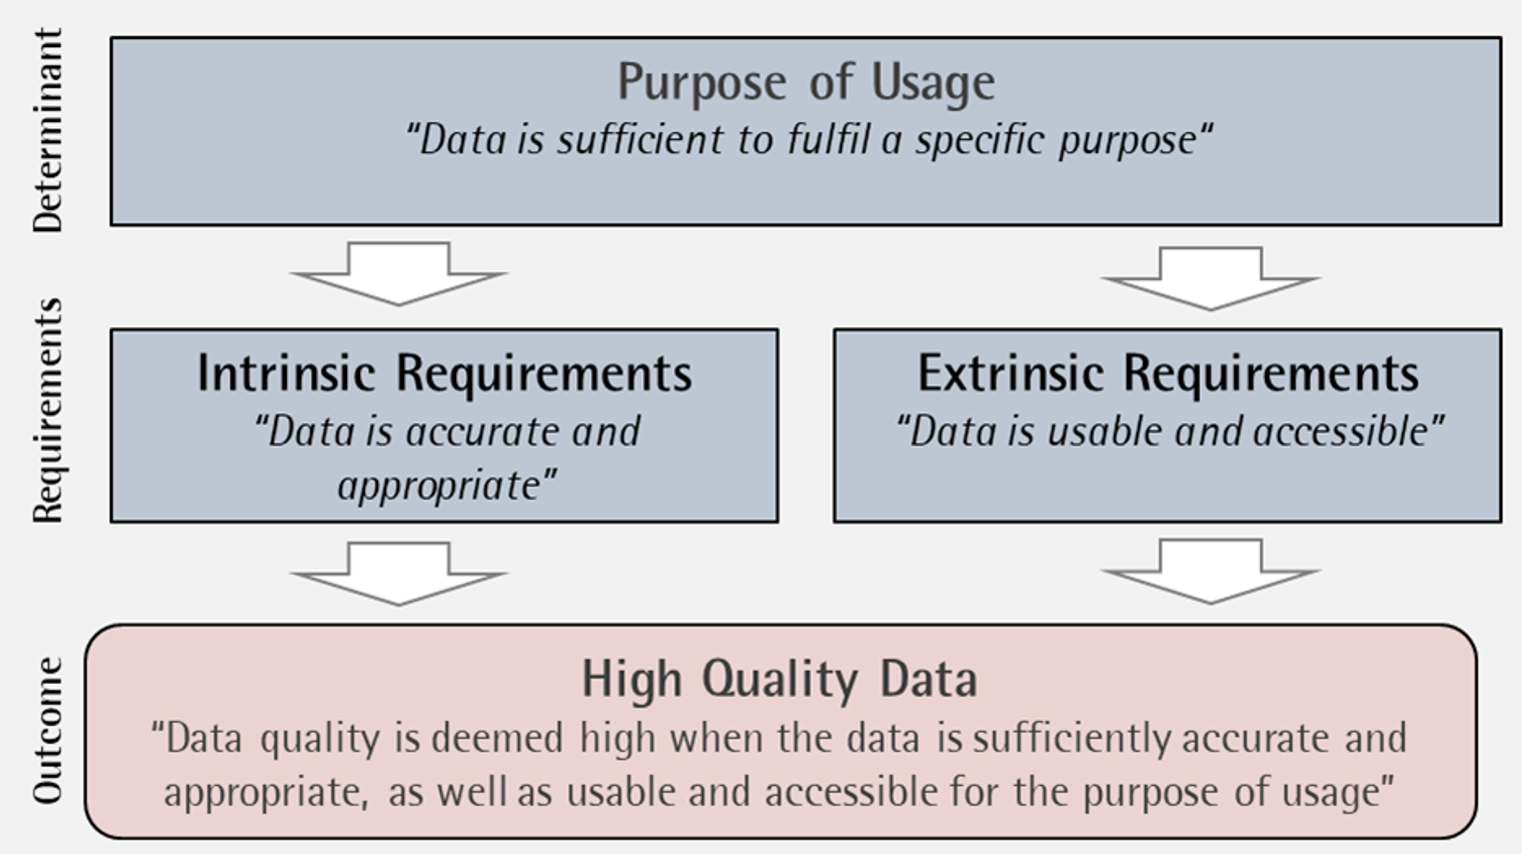 Determinant
Purpose of Usage
“Data is sufficient to fulfil a specific purpose“
Requirements
Intrinsic Requirements
“Data is accurate and
appropriate”
Extrinsic Requirements
“Data is usable and accessible”
Outcome
High Quality Data
“Data quality is deemed high when the data is sufficiently accurate and
appropriate, as well as usable and accessible for the purpose of usage”